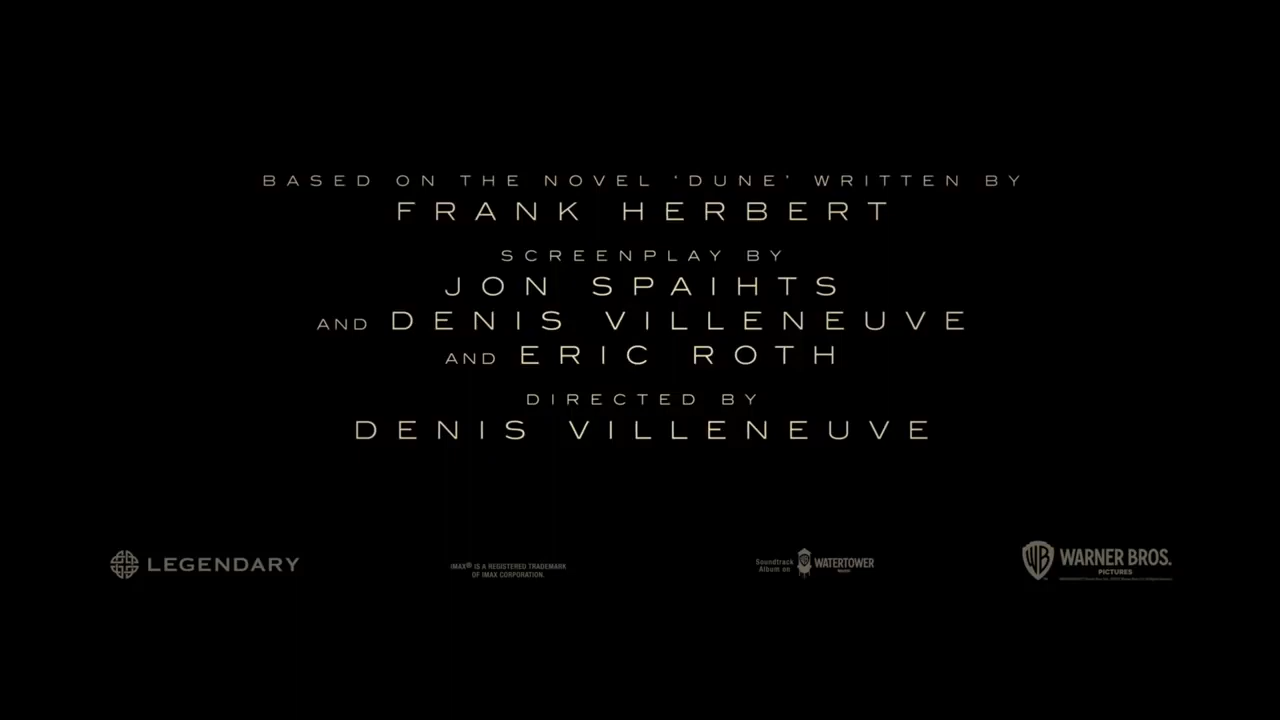 BASED ON THE NOVEL 'DUNE' WRITTEN BY
FRANK HERBERT
SCREENPLAY BY
JON SPAIHTS
AND DENIS VILLENEUVE
AND ERIC ROTH
DIRECTED BY
DENIS VILLENEUVE
LEGENDARY
IMAX® IS A REGISTERED TRADEMARK
OF IMAX CORPORATION.
Soundtrack
Album on
WATERTOWER
WB WARNER BROS.
PICTURES